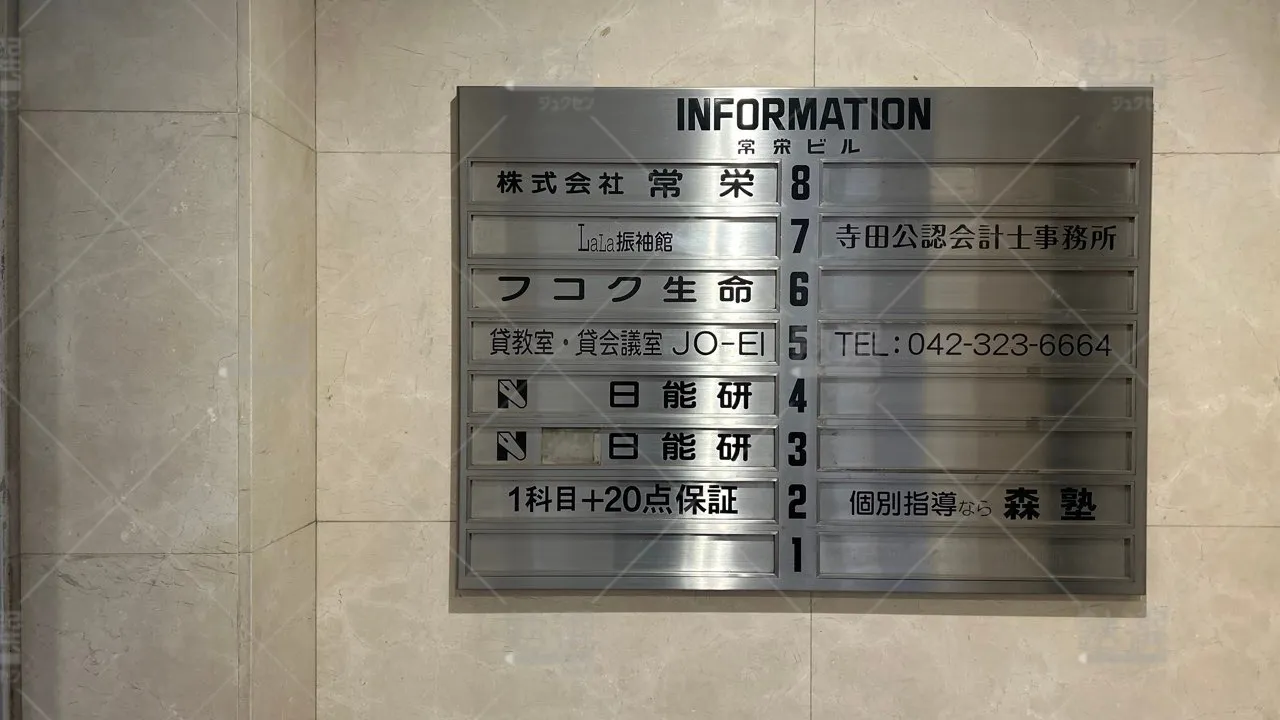 INFORMATION
常栄ビル
株式会社 常栄 8
LaLa振袖館 7 寺田公認会計士事務所
フコク生命 6
貸教室・貸会議室 JO-EI 5 TEL:042-323-6664
日能研 4
日能研 3
1科目+20点保証 2 個別指導なら 森塾
1